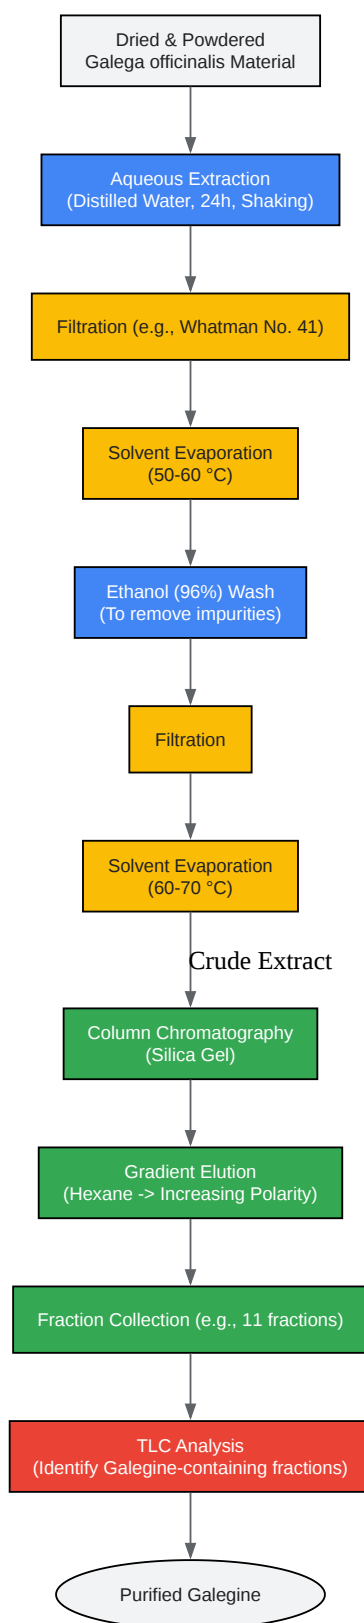 Dried & Powdered
Galega officinalis Material
Aqueous Extraction
(Distilled Water, 24h, Shaking)
Filtration (e.g., Whatman No. 41)
Solvent Evaporation
(50-60 °C)
Ethanol (96%) Wash
(To remove impurities)
Filtration
Solvent Evaporation
(60-70 °C)
Crude Extract
Column Chromatography
(Silica Gel)
Gradient Elution
(Hexane -> Increasing Polarity)
Fraction Collection (e.g., 11 fractions)
TLC Analysis
(Identify Galegine-containing fractions)
Purified Galegine